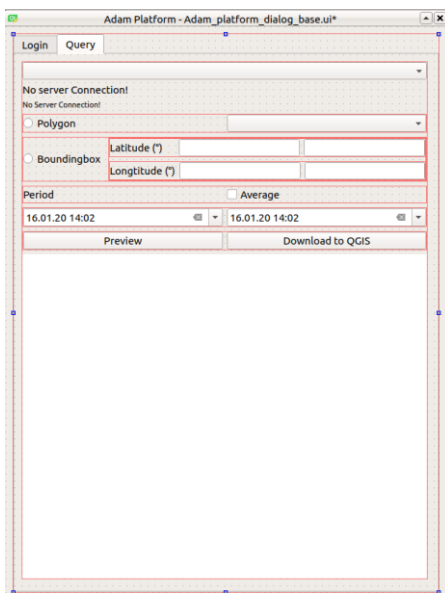 Adam Platform - Adam_platform_dialog_base.ui*
Login Query
No server Connection!
No Server Connection!
Polygon
Latitude (°)
Boundingbox
Longtitude (°)
Period Average
16.01.20 14:02 16.01.20 14:02
Preview Download to QGIS